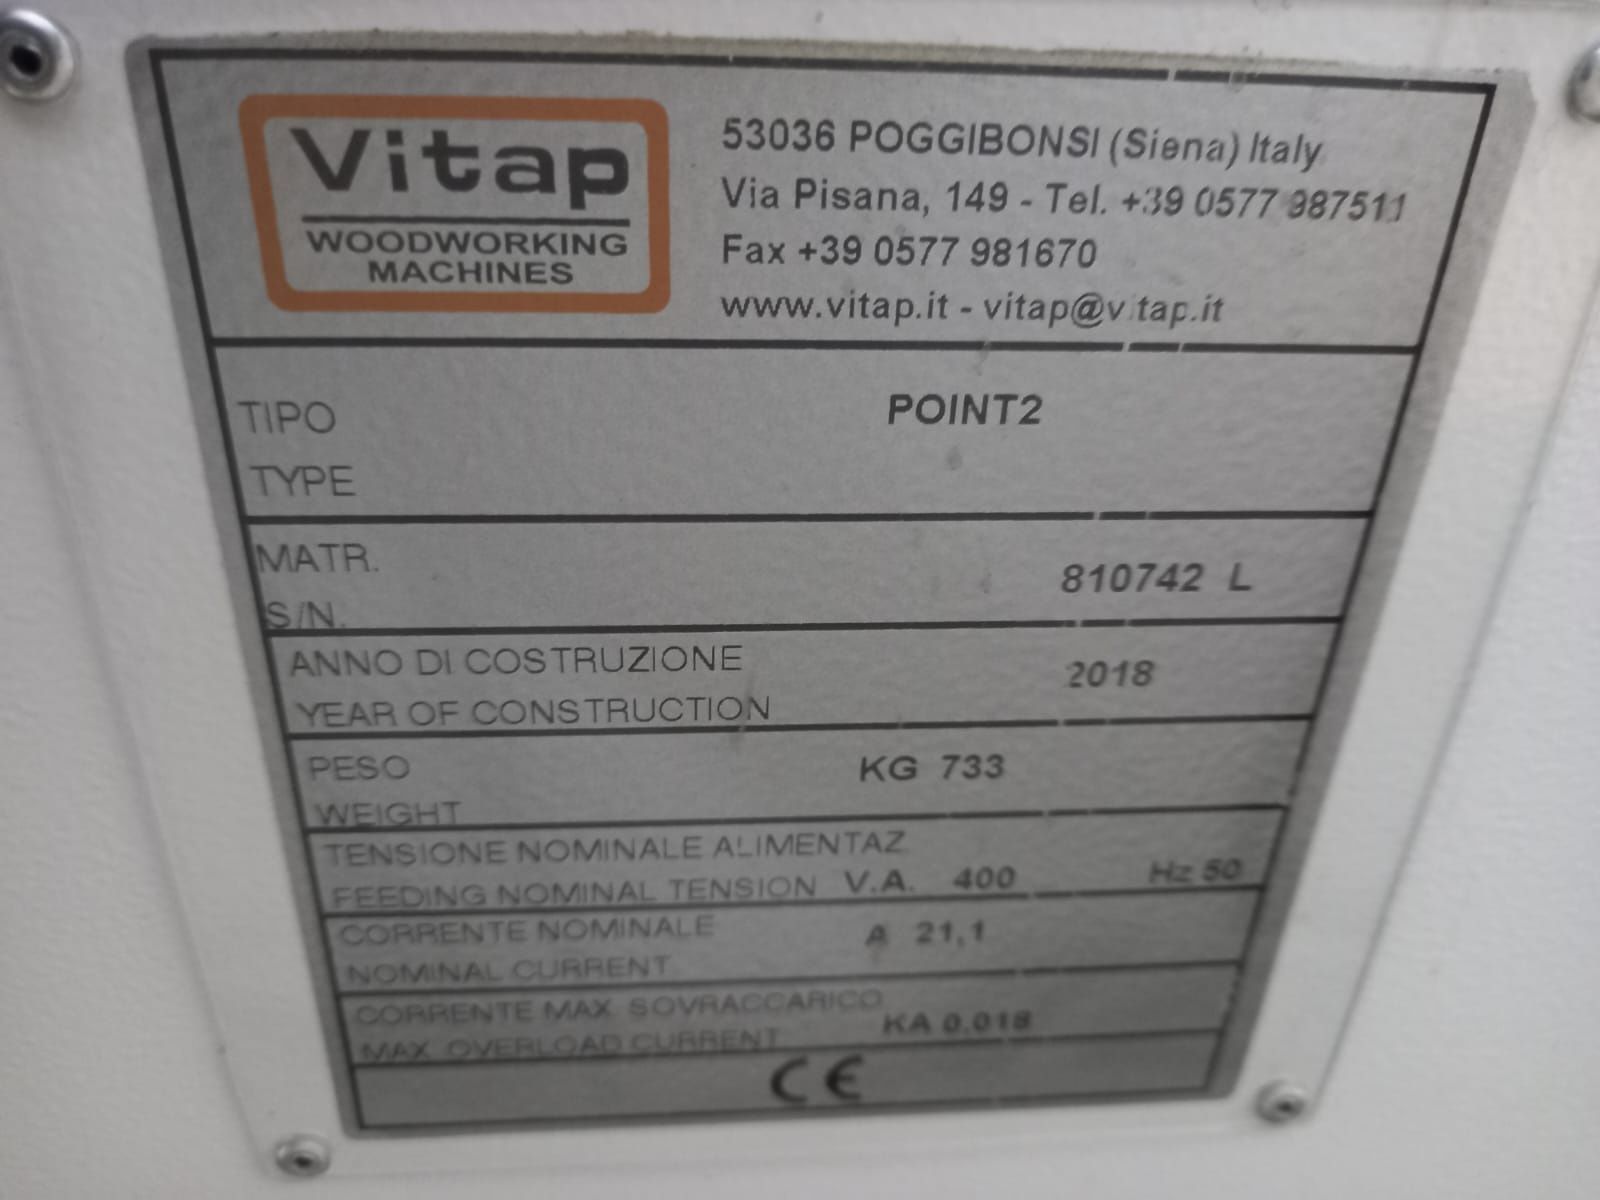 Vitap
WOODWORKING
MACHINES
53036 POGGIBONSI (Siena) Italy
Via Pisana, 149 - Tel. +39 0577 987511
Fax +39 0577 981670
www.vitap.it - vitap@vitap.it
TIPO
TYPE
POINT2
MATR.
S/N.
810742 L
ANNO DI COSTRUZIONE
YEAR OF CONSTRUCTION
2018
PESO
WEIGHT
KG 733
TENSIONE NOMINALE ALIMENTAZ.
FEEDING NOMINAL TENSION V.A. 400 Hz 50
CORRENTE NOMINALE
NOMINAL CURRENT
A 21,1
CORRENTE MAX. SOVRACCARICO
MAX. OVERLOAD CURRENT
KA 0,018
CE